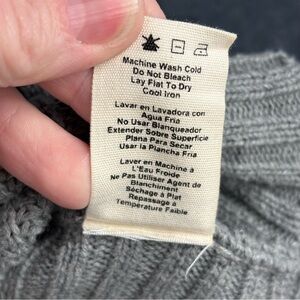 Machine Wash Cold
Do Not Bleach
Lay Flat To Dry
Cool Iron
Lavar en Lavadora con
Agua Fria
No Usar Blanqueador
Extender Sobre Superficie
Plana Para Secar
Usar la Plancha Fria
Laver en Machine à
L'Eau Froide
Ne Pas Utiliser Agent de
Blanchiment
Séchage à Plat
Repassage à
Température Faible